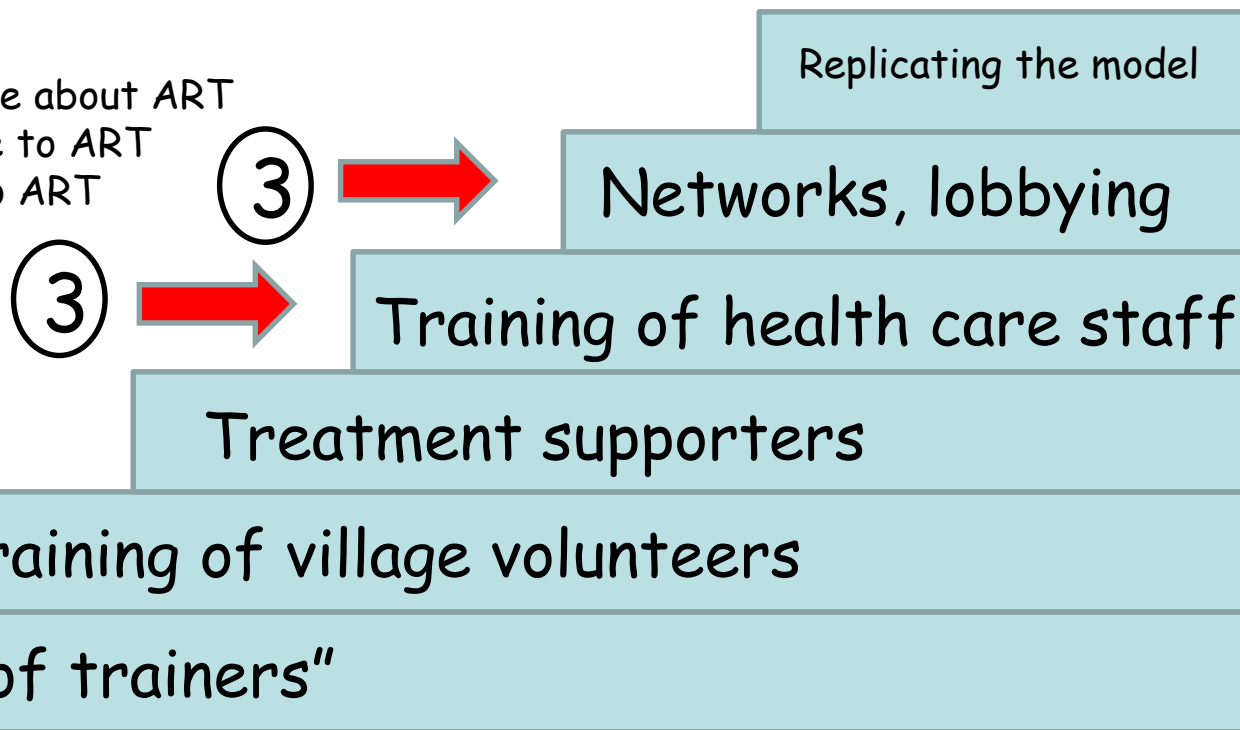 Replicating the model
about ART
to ART
ART
3
Networks, lobbying
3
Training of health care staff
Treatment supporters
of village volunteers
of trainers”